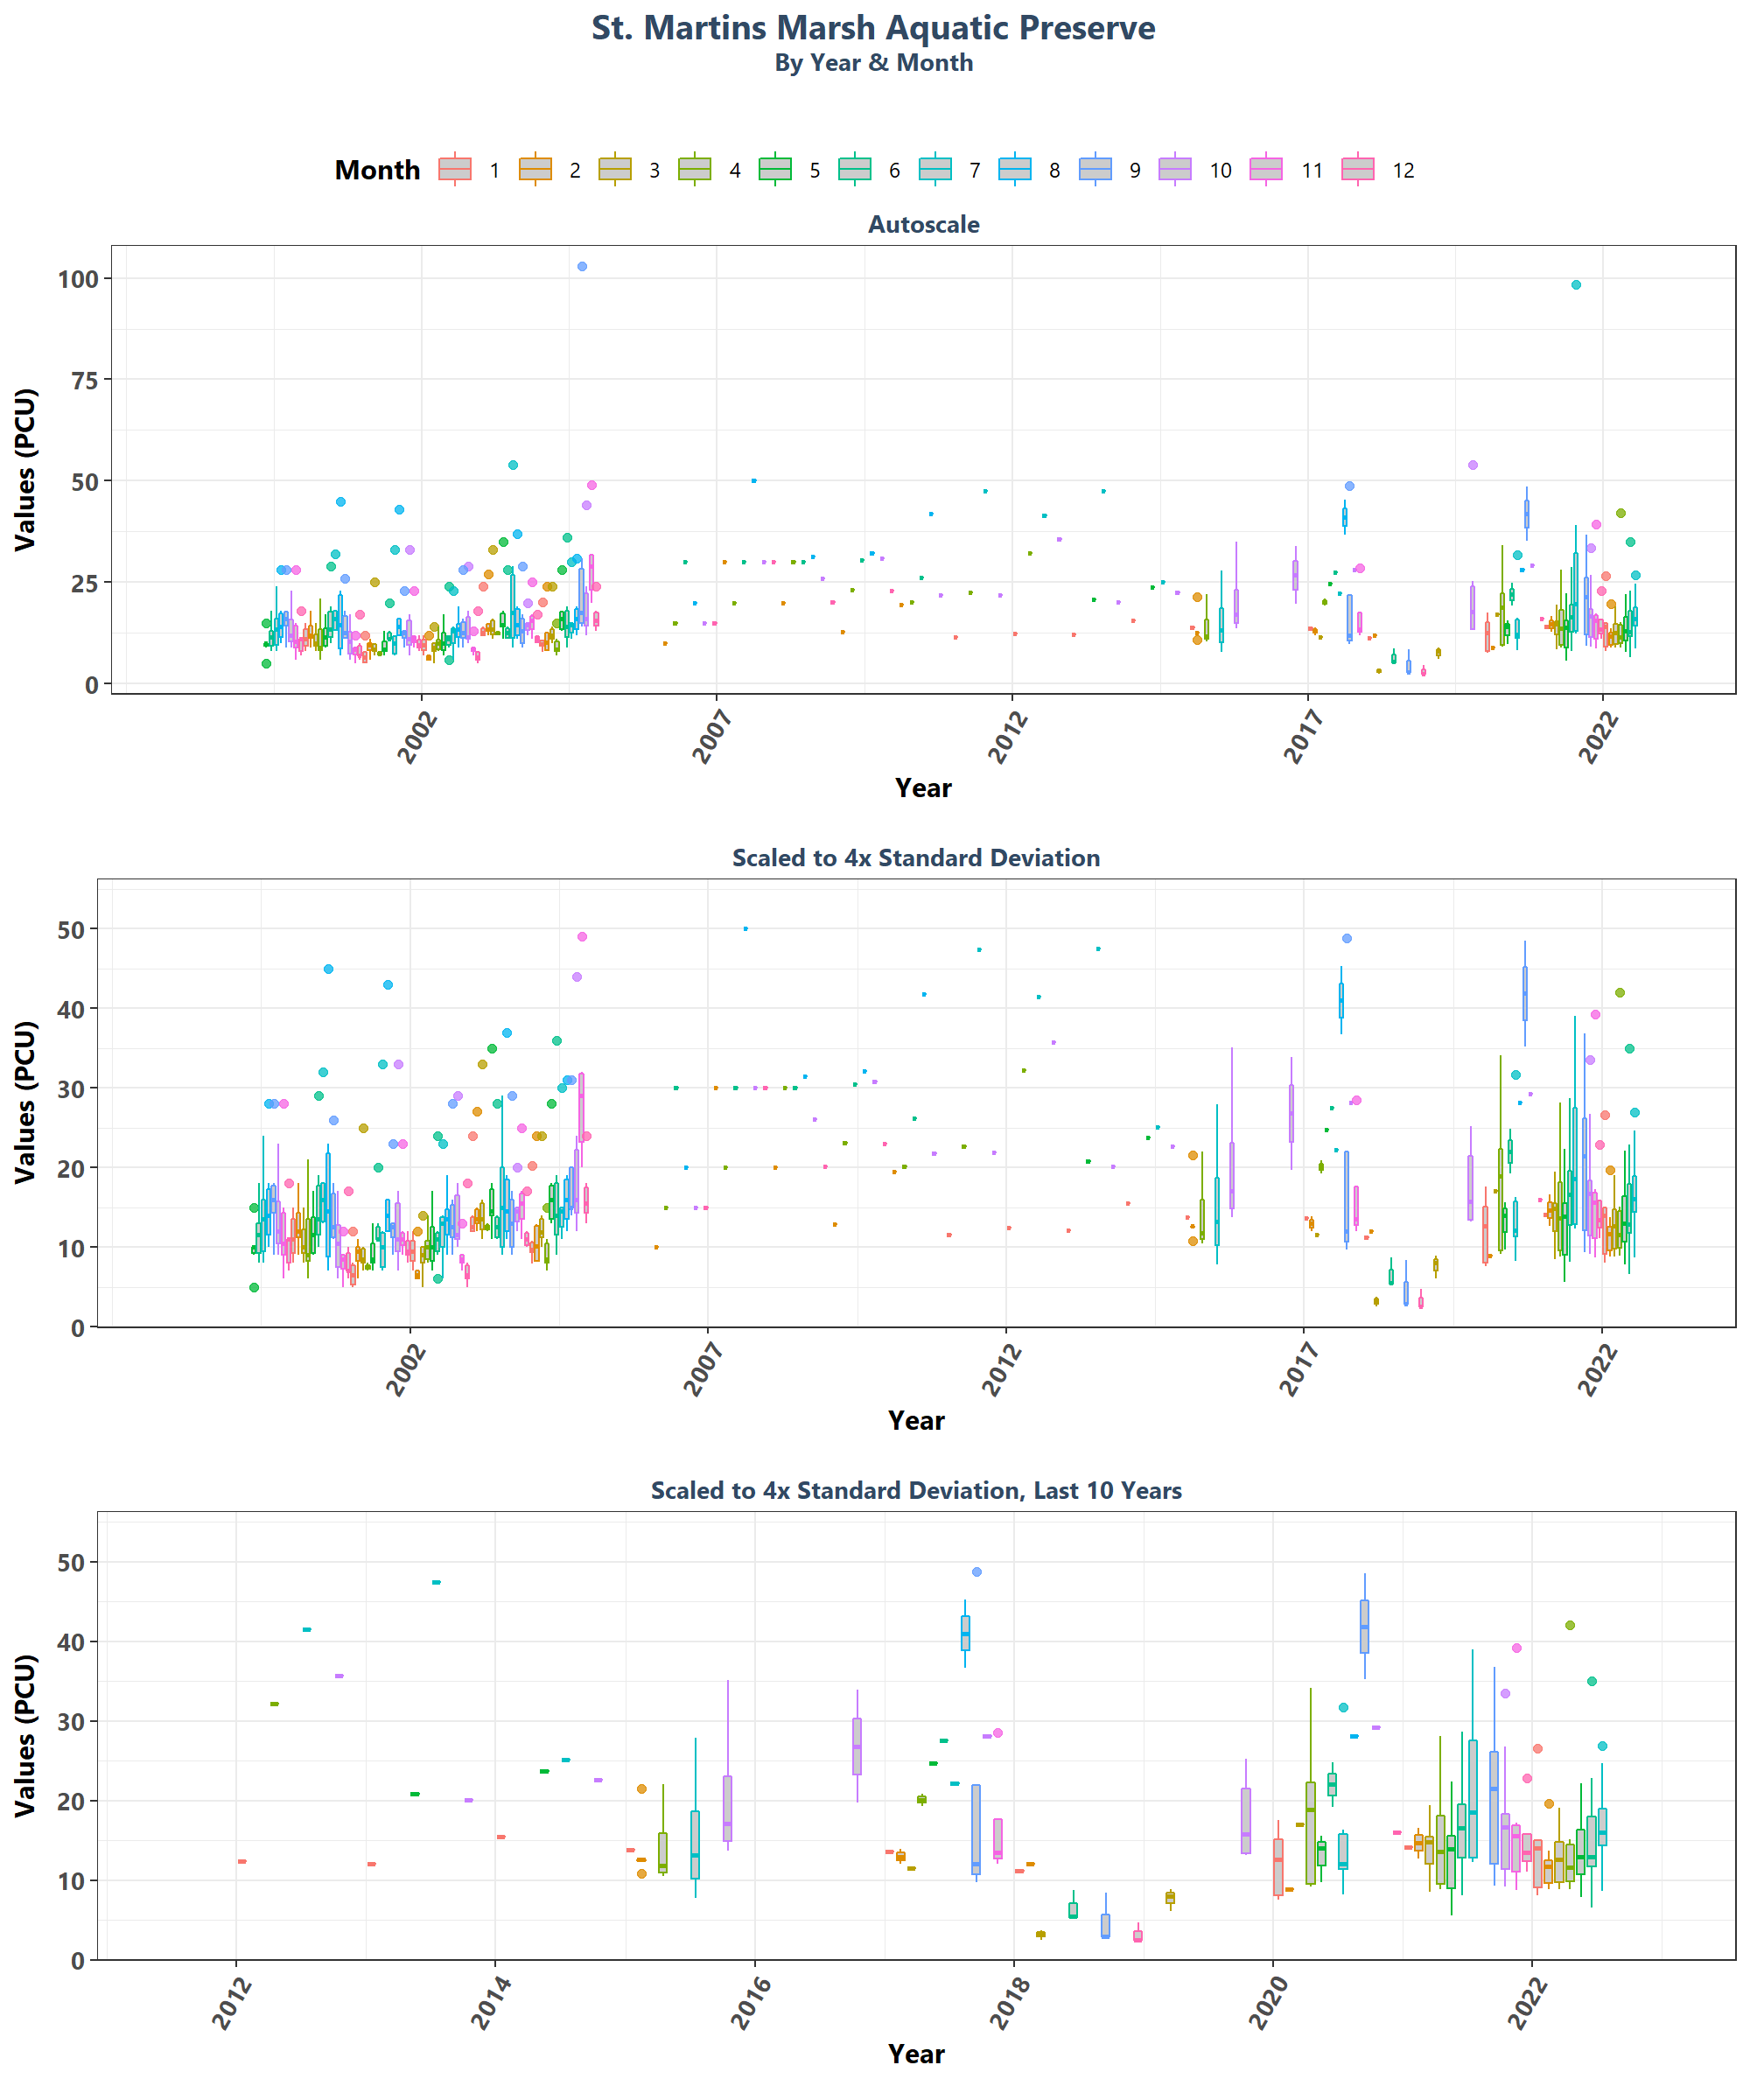 St. Martins Marsh Aquatic Preserve
By Year & Month
Month 1 2 3 4 5 6 7 8 9 10 11 12
Autoscale
Values (PCU)
100
75
50
25
0
2002 2007 2012 2017 2022
Year
Scaled to 4x Standard Deviation
Values (PCU)
50
40
30
20
10
0
2002 2007 2012 2017 2022
Year
Scaled to 4x Standard Deviation, Last 10 Years
Values (PCU)
50
40
30
20
10
0
2012 2014 2016 2018 2020 2022
Year